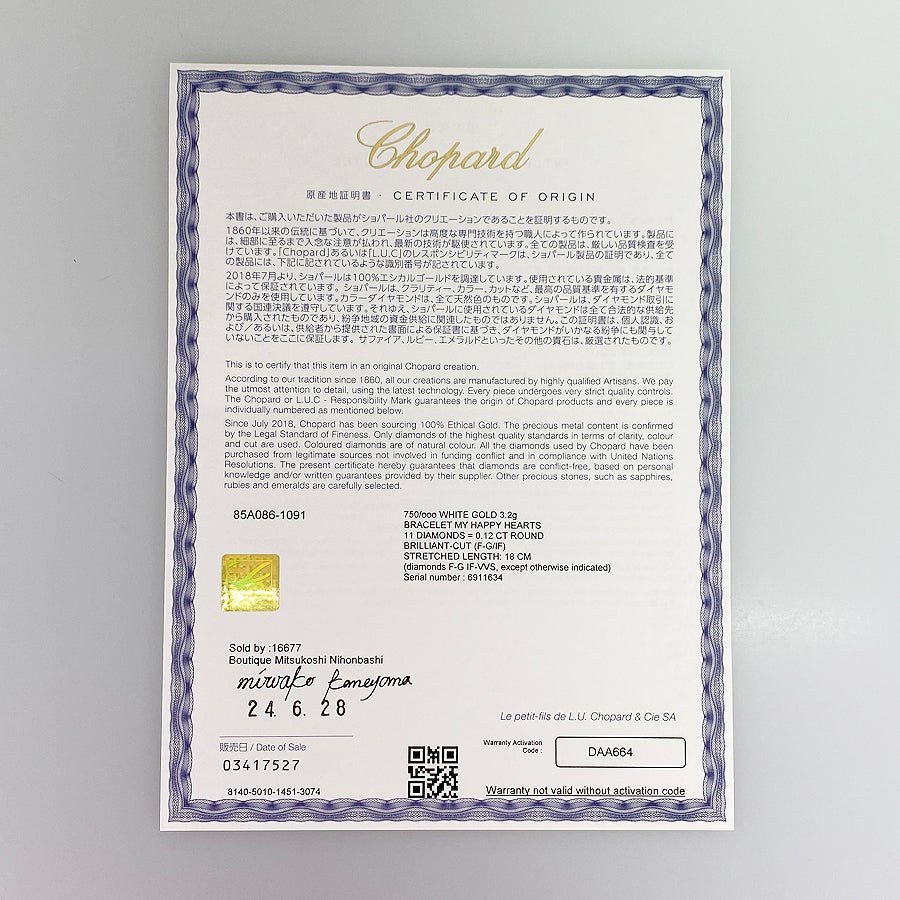 Chopard
原産地証明書 · CERTIFICATE OF ORIGIN
本書は、ご購入いただいた製品がショパール社のクリエーションであることを証明するものです。
1860年以来の伝統に基づいて、クリエーションは高度な専門技術を持つ職人によって作られています。製品に
は、細部に至るまで入念な注意が払われ、最新の技術が駆使されています。全ての製品は、厳しい品質検査を受
けています。「Chopard」あるいは「L.U.C」のレスポンシビリティマークは、ショパール製品の証明であり、全て
の製品には、下記に記されているような識別番号が記されています。
2018年7月より、ショパールは100%エシカルゴールドを調達しています。使用されている貴金属は、法的基準
によって保証されています。ショパールは、クラリティー、カラー、カットなど、最高の品質基準を有するダイヤモ
ンドのみを使用しています。カラーダイヤモンドは、全て天然色のものです。ショパールは、ダイヤモンド取引に
関する国連決議を遵守しています。それゆえ、ショパールに使用されているダイヤモンドは全て合法的な供給先
から購入されたものであり、紛争地域の資金供給に関連したものではありません。この証明書は、個人認識、お
よび／あるいは、供給者から提供された書面による保証書に基づき、ダイヤモンドがいかなる紛争にも関与して
いないことをここに保証します。サファイア、ルビー、エメラルドといったその他の貴石は、厳選されたものです。
This is to certify that this item in an original Chopard creation.
According to our tradition since 1860, all our creations are manufactured by highly qualified Artisans. We pay
the utmost attention to detail, using the latest technology. Every piece undergoes very strict quality controls.
The Chopard or L.U.C - Responsibility Mark guarantees the origin of Chopard products and every piece is
individually numbered as mentioned below.
Since July 2018, Chopard has been sourcing 100% Ethical Gold. The precious metal content is confirmed
by the Legal Standard of Fineness. Only diamonds of the highest quality standards in terms of clarity, colour
and cut are used. Coloured diamonds are of natural colour. All the diamonds used by Chopard have been
purchased from legitimate sources not involved in funding conflict and in compliance with United Nations
Resolutions. The present certificate hereby guarantees that diamonds are conflict-free, based on personal
knowledge and/or written guarantees provided by their supplier. Other precious stones, such as sapphires,
rubies and emeralds are carefully selected.
85A086-1091
750/ooo WHITE GOLD 3.2g
BRACELET MY HAPPY HEARTS
11 DIAMONDS = 0.12 CT ROUND
BRILLIANT-CUT (F-G/IF)
STRETCHED LENGTH: 18 CM
(diamonds F-G IF-VVS, except otherwise indicated)
Serial number : 6911634
Sold by :16677
Boutique Mitsukoshi Nihonbashi
miwako Kameyama
24. 6. 28
Le petit-fils de L.U. Chopard & Cie SA
販売日 / Date of Sale
03417527
8140-5010-1451-3074
Warranty Activation
Code :
DAA664
Warranty not valid without activation code